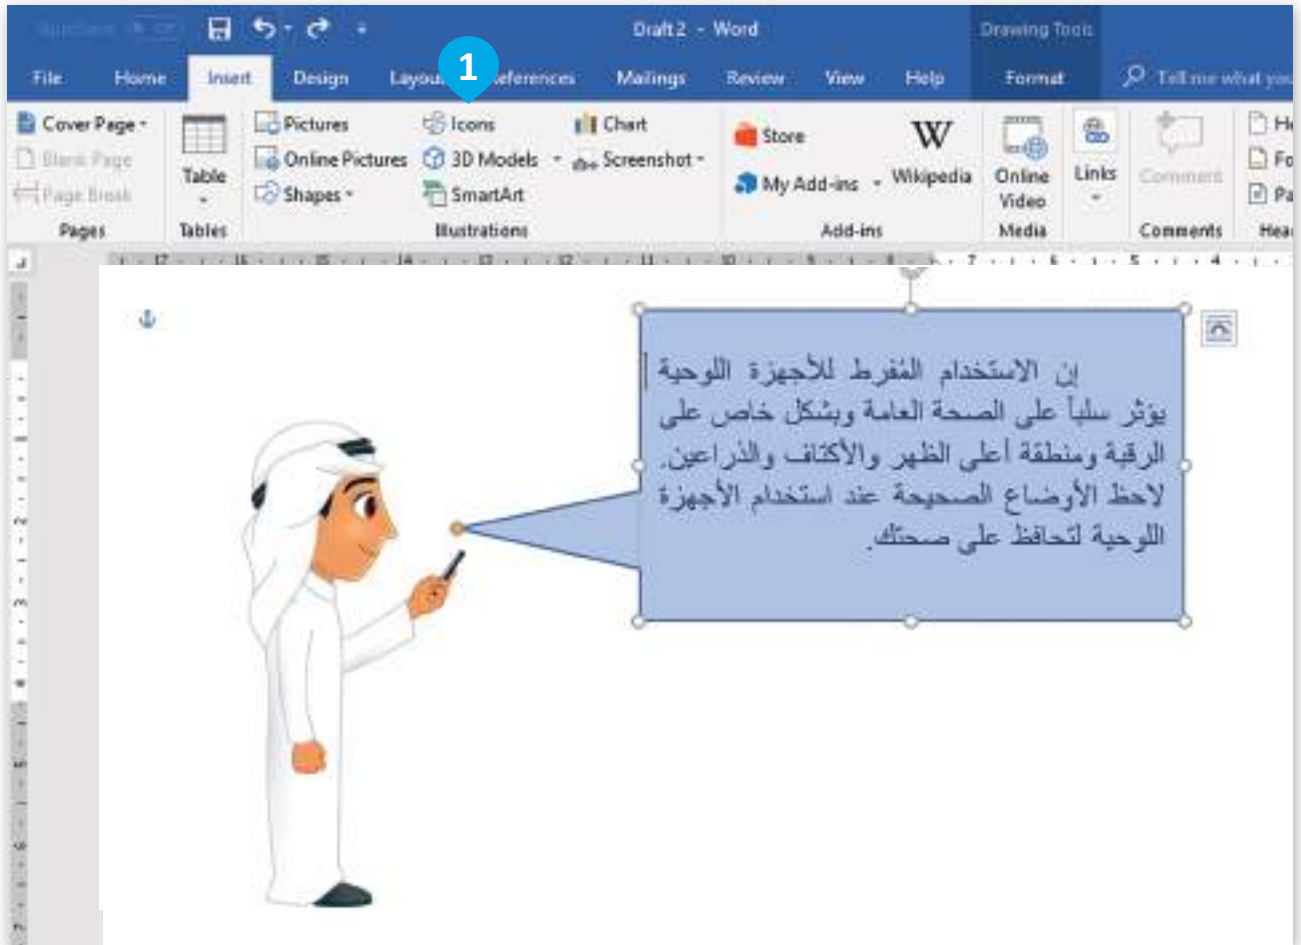 Draft 2 - Word
Drawing Tools
File Home Insert Design References Mailings Review View Help Format Tell me what you
1
Cover Page
Blank Page
Page Break
Pages
Table
Tables
Pictures
Online Pictures
Shapes
Icons
3D Models
SmartArt
Chart
Screenshot
Illustrations
Store
My Add-ins
W
Wikipedia
Add-ins
Online
Video
Media
Links
Comment
Comments
إن الاستخدام المُفرط للأجهزة اللوحية
يؤثر سلباً على الصحة العامة وبشكل خاص على
الرقبة ومنطقة أعلى الظهر والأكتاف والذراعين.
لاحظ الأوضاع الصحيحة عند استخدام الأجهزة
اللوحية لتحافظ على صحتك.